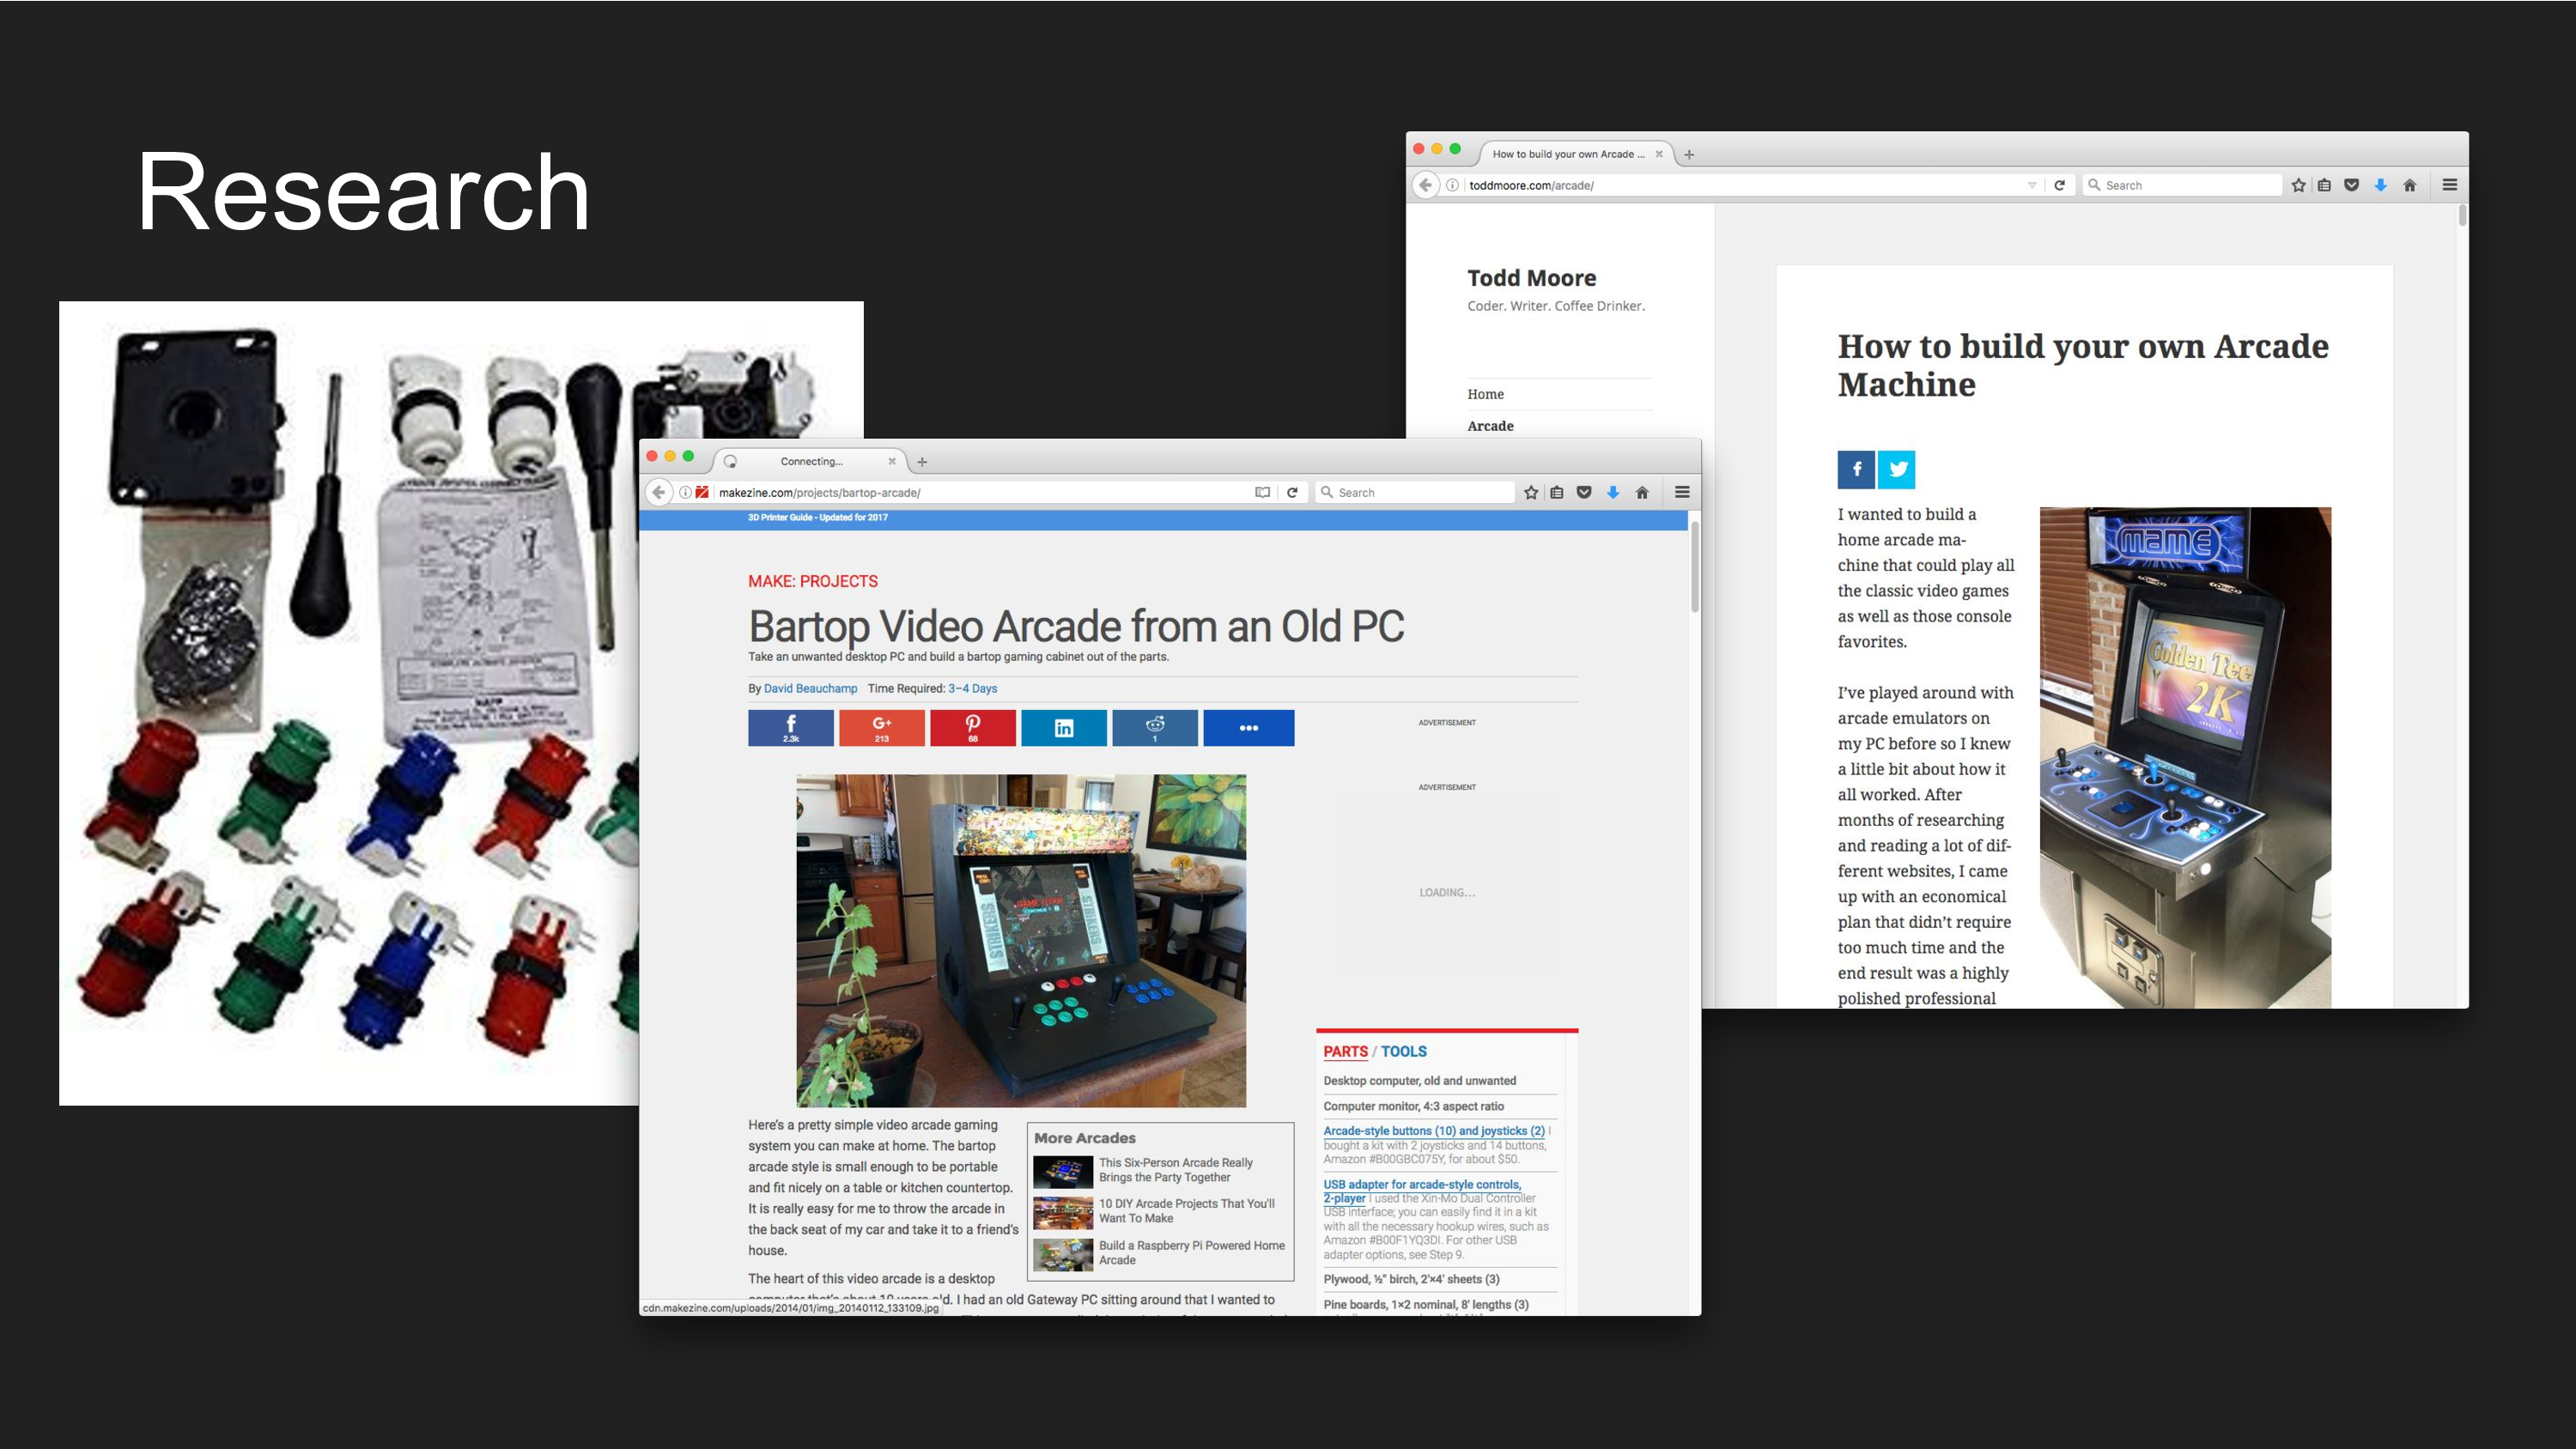 Research
How to build your own Arcade ...
toddmoore.com/arcade/
Search
Todd Moore
Coder. Writer. Coffee Drinker.
Home
Arcade
How to build your own Arcade
Machine
I wanted to build a
home arcade ma-
chine that could play all
the classic video games
as well as those console
favorites.
I've played around with
arcade emulators on
my PC before so I knew
a little bit about how it
all worked. After
months of researching
and reading a lot of dif-
ferent websites, I came
up with an economical
plan that didn't require
too much time and the
end result was a highly
polished professional
mame
Golden Tee
2K
Connecting...
makezine.com/projects/bartop-arcade/
Search
3D Printer Guide - Updated for 2017
MAKE: PROJECTS
Bartop Video Arcade from an Old PC
Take an unwanted desktop PC and build a bartop gaming cabinet out of the parts.
By David Beauchamp Time Required: 3–4 Days
2.3k
G+
213
68
in
1
ADVERTISEMENT
ADVERTISEMENT
LOADING...
STRIKERS
STRIKERS
Here's a pretty simple video arcade gaming
system you can make at home. The bartop
arcade style is small enough to be portable
and fit nicely on a table or kitchen countertop.
It is really easy for me to throw the arcade in
the back seat of my car and take it to a friend's
house.
The heart of this video arcade is a desktop
computer that's about 10 years old. I had an old Gateway PC sitting around that I wanted to
cdn.makezine.com/uploads/2014/01/img_20140112_133109.jpg
More Arcades
This Six-Person Arcade Really
Brings the Party Together
10 DIY Arcade Projects That You'll
Want To Make
Build a Raspberry Pi Powered Home
Arcade
PARTS / TOOLS
Desktop computer, old and unwanted
Computer monitor, 4:3 aspect ratio
Arcade-style buttons (10) and joysticks (2) I
bought a kit with 2 joysticks and 14 buttons,
Amazon #B00GBC075Y, for about $50.
USB adapter for arcade-style controls,
2-player I used the Xin-Mo Dual Controller
USB interface; you can easily find it in a kit
with all the necessary hookup wires, such as
Amazon #B00F1YQ3DI. For other USB
adapter options, see Step 9.
Plywood, ½" birch, 2'×4' sheets (3)
Pine boards, 1×2 nominal, 8' lengths (3)